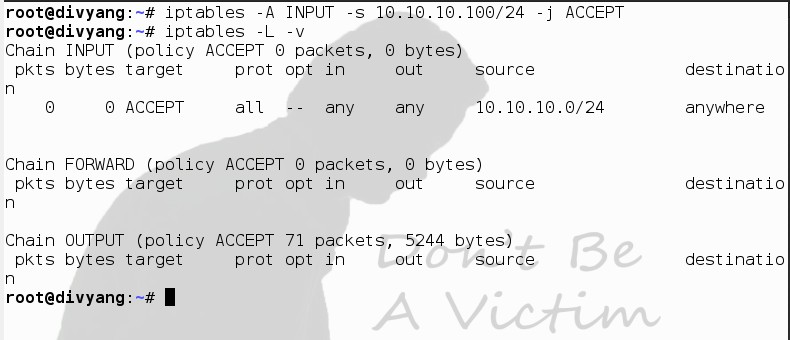 root@divyang:~# iptables -A INPUT -s 10.10.10.100/24 -j ACCEPT
root@divyang:~# iptables -L -v
Chain INPUT (policy ACCEPT 0 packets, 0 bytes)
 pkts bytes target     prot opt in     out     source               destinatio
n
    0     0 ACCEPT     all  --  any    any     10.10.10.0/24        anywhere
Chain FORWARD (policy ACCEPT 0 packets, 0 bytes)
 pkts bytes target     prot opt in     out     source               destinatio
n
Chain OUTPUT (policy ACCEPT 71 packets, 5244 bytes)
 pkts bytes target     prot opt in     out     source               destinatio
n
root@divyang:~#
Don't Be
A Victim